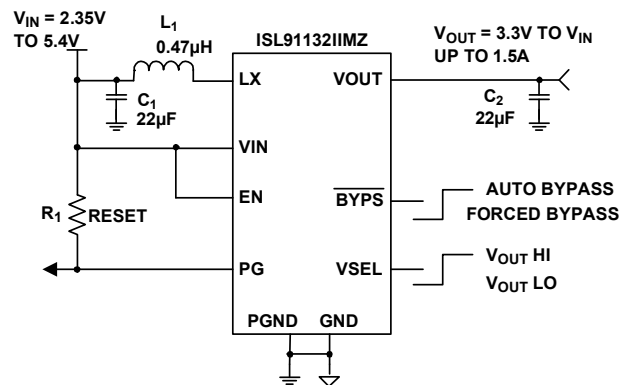 V_IN = 2.35V
TO 5.4V
L1
0.47µH
ISL91132IIMZ
V_OUT = 3.3V TO V_IN
UP TO 1.5A
LX
VOUT
C1
22µF
C2
22µF
VIN
EN
BYPS
AUTO BYPASS
FORCED BYPASS
R1
RESET
PG
VSEL
V_OUT HI
V_OUT LO
PGND
GND